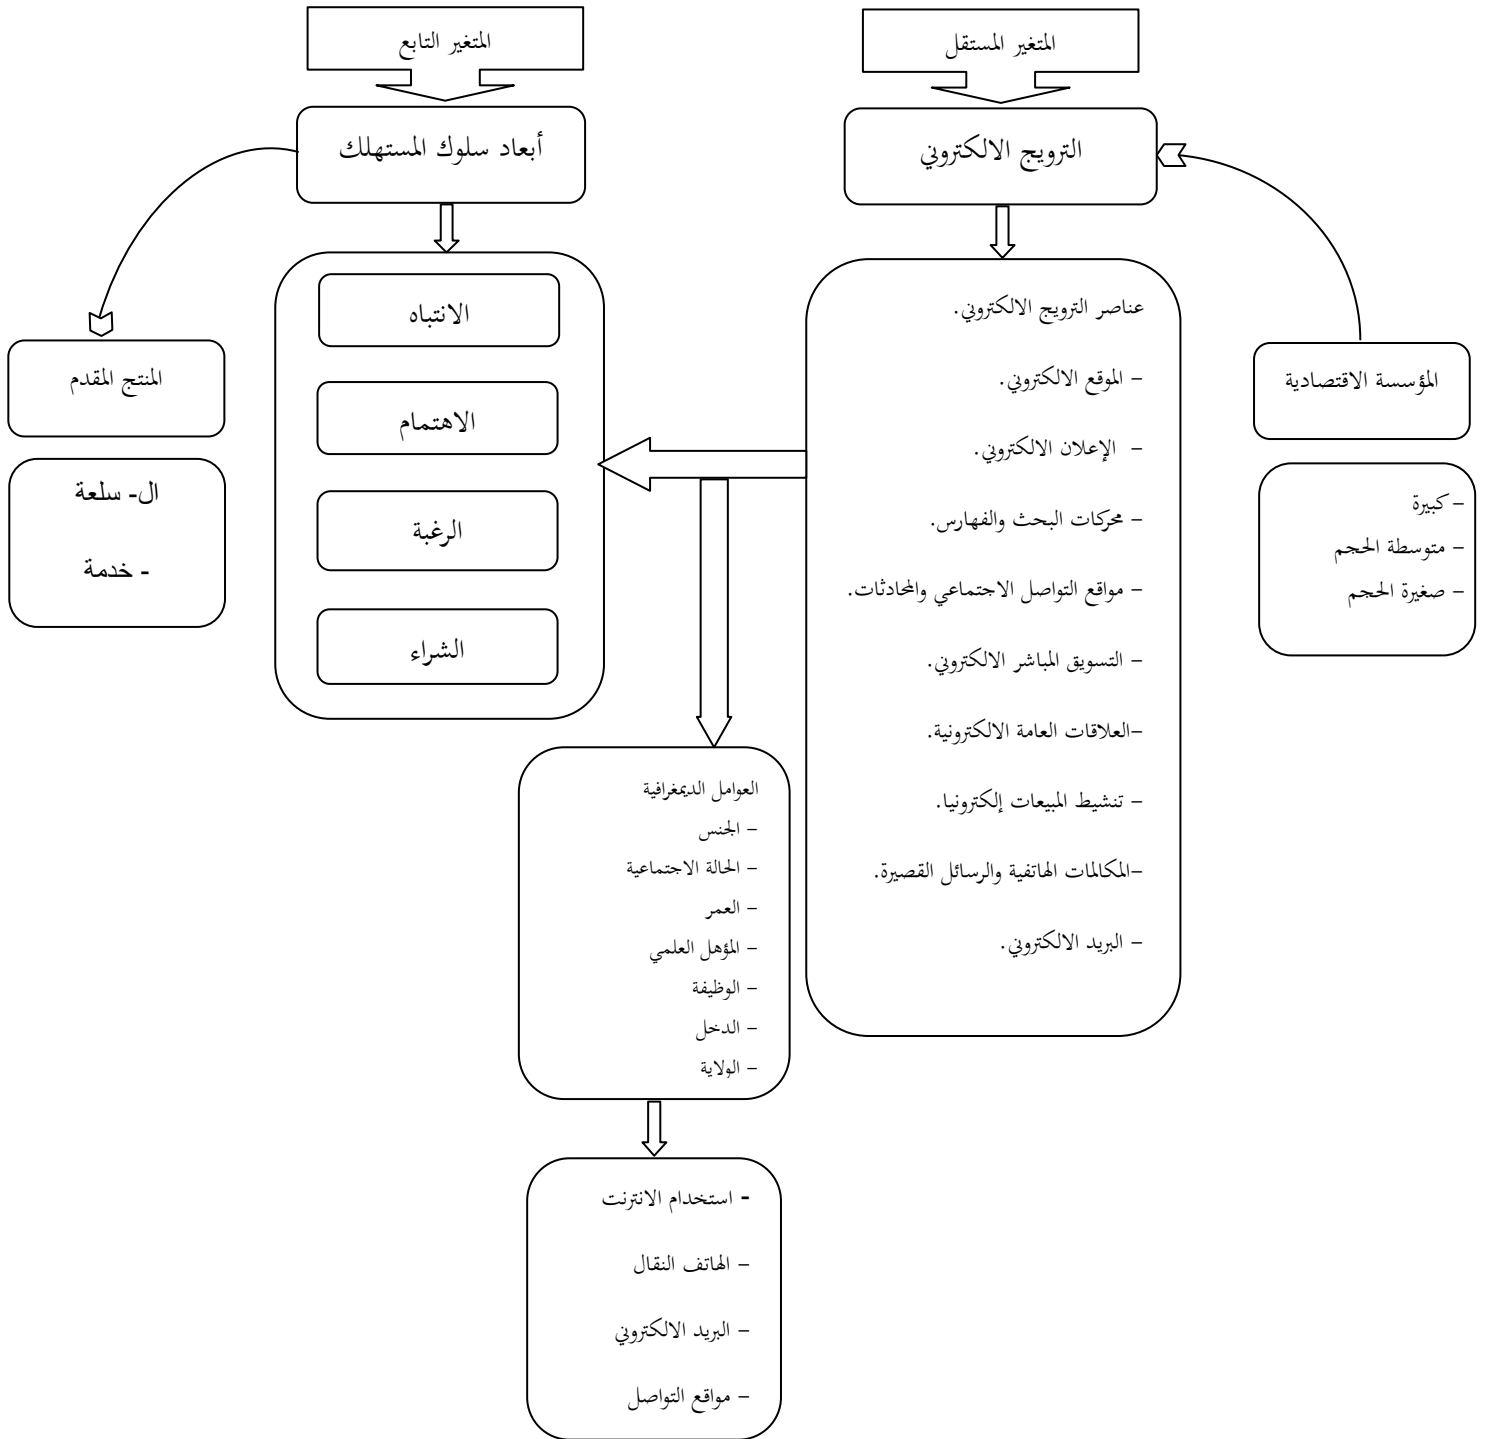 المتغير المستقل
المتغير التابع
الترويج الالكتروني
أبعاد سلوك المستهلك
المؤسسة الاقتصادية
– كبيرة
– متوسطة الحجم
– صغيرة الحجم
عناصر الترويج الالكتروني.
– الموقع الالكتروني.
– الإعلان الالكتروني.
– محركات البحث والفهارس.
– مواقع التواصل الاجتماعي والمحادثات.
– التسويق المباشر الالكتروني.
–العلاقات العامة الالكترونية.
– تنشيط المبيعات إلكترونيا.
–المكالمات الهاتفية والرسائل القصيرة.
– البريد الالكتروني.
الانتباه
الاهتمام
الرغبة
الشراء
المنتج المقدم
ال- سلعة
- خدمة
العوامل الديمغرافية
– الجنس
– الحالة الاجتماعية
– العمر
– المؤهل العلمي
– الوظيفة
– الدخل
– الولاية
- استخدام الانترنت
– الهاتف النقال
– البريد الالكتروني
– مواقع التواصل